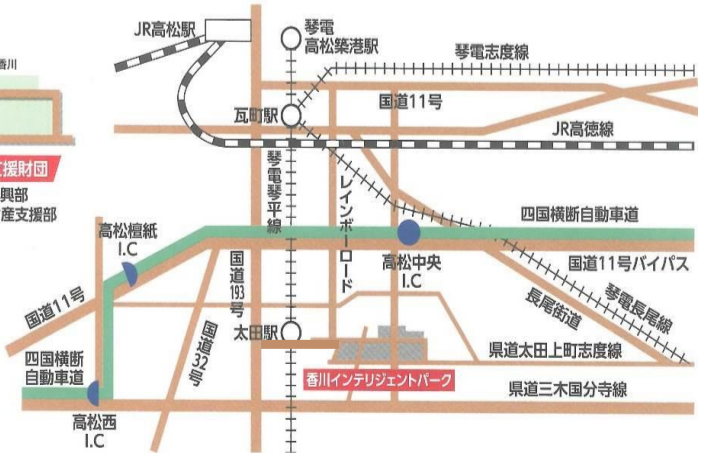 JR高松駅
琴電
高松築港駅
琴電志度線
香川
国道11号
瓦町駅
JR高徳線
援財団
興部
産支援部
琴電琴平線
レインボーロード
四国横断自動車道
高松檀紙
I.C
高松中央
I.C
国道11号バイパス
国道193号
長尾街道
琴電長尾線
国道11号
国道32号
太田駅
県道太田上町志度線
四国横断
自動車道
香川インテリジェントパーク
県道三木国分寺線
高松西
I.C